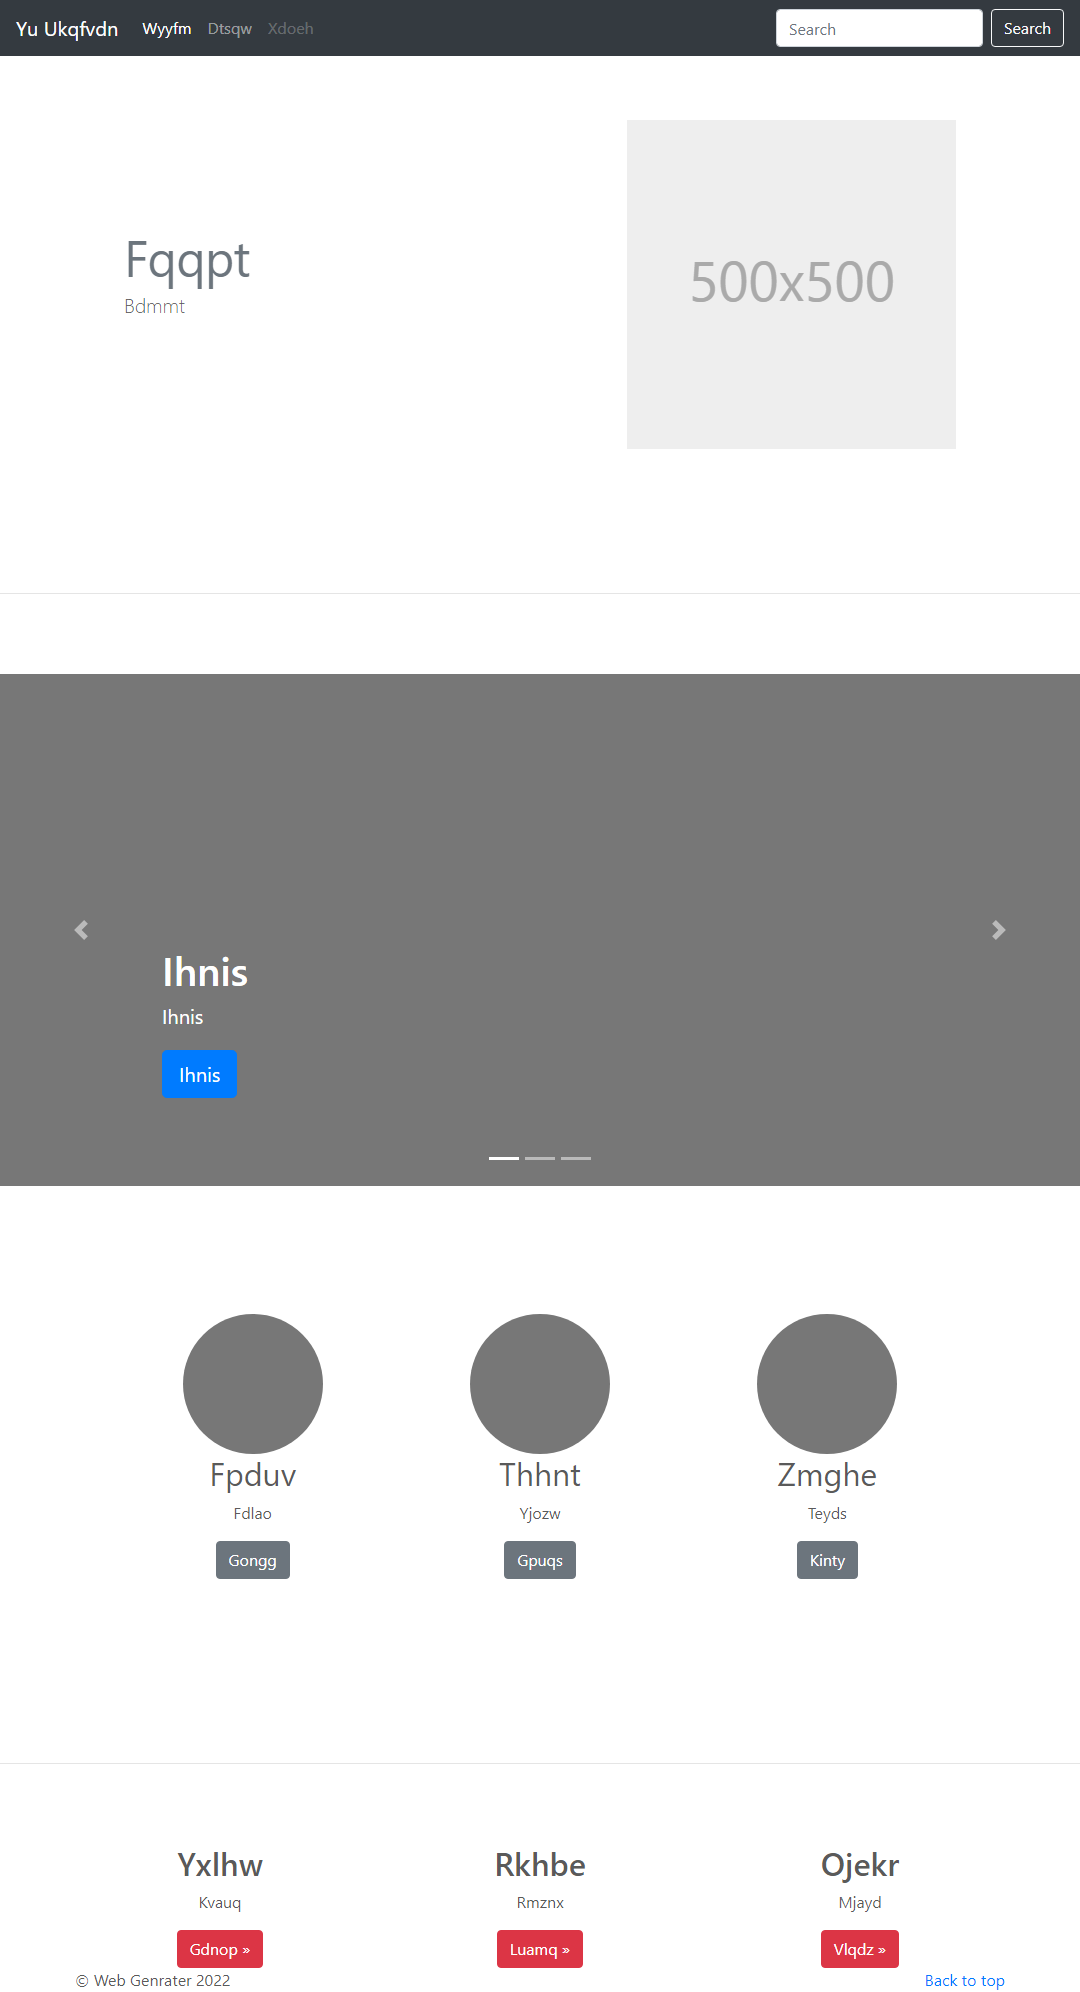 Yu Ukqfvdn Wyyfm Dtsqw Xdoeh Search Search
Fqqpt
Bdmmt
500x500
Ihnis
Ihnis
Ihnis
Fpduv Thhnt Zmghe
Fdlao Yjozw Teyds
Gongg Gpuqs Kinty
Yxlhw Rkhbe Ojekr
Kvauq Rmznx Mjayd
Gdnop » Luamq » Vlqdz »
© Web Genrater 2022 Back to top